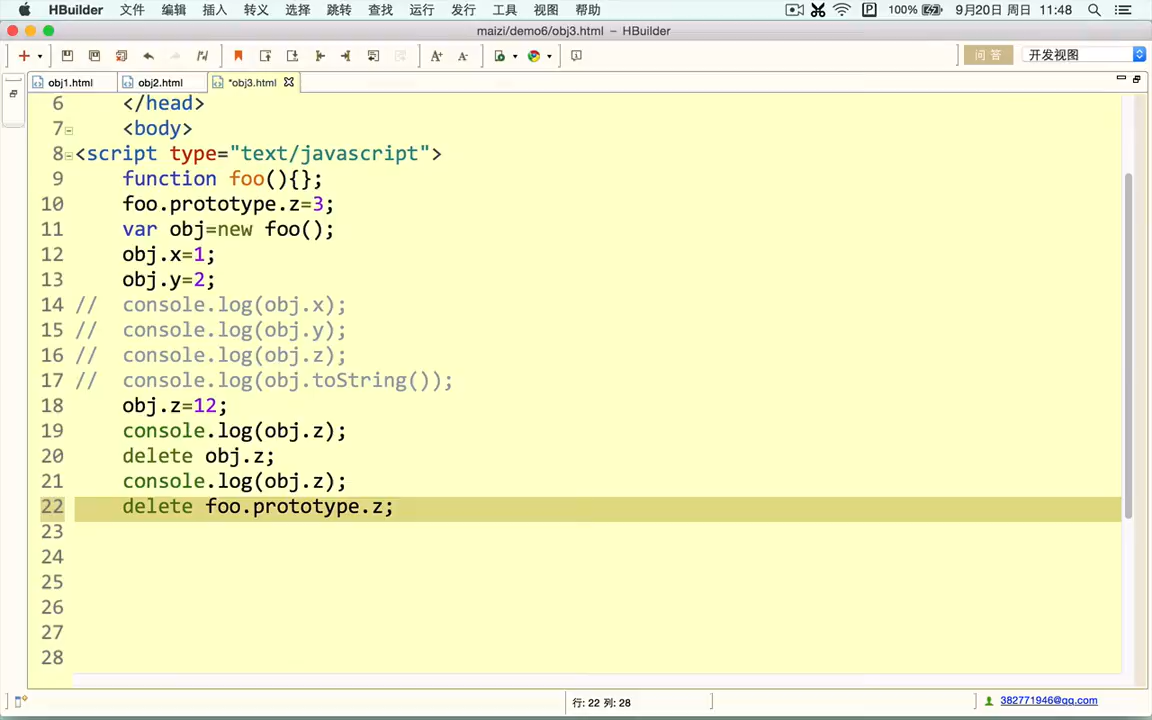 HBuilder 文件 编辑 插入 转义 选择 跳转 查找 运行 发行 工具 视图 帮助 100% 9月20日 周日 11:48
maizi/demo6/obj3.html – HBuilder
A+ A- 问 答 开发视图
obj1.html obj2.html *obj3.html
6 </head>
7 <body>
8 <script type="text/javascript">
9 function foo(){};
10 foo.prototype.z=3;
11 var obj=new foo();
12 obj.x=1;
13 obj.y=2;
14 // console.log(obj.x);
15 // console.log(obj.y);
16 // console.log(obj.z);
17 // console.log(obj.toString());
18 obj.z=12;
19 console.log(obj.z);
20 delete obj.z;
21 console.log(obj.z);
22 delete foo.prototype.z;
23
24
25
26
27
28
行: 22 列: 28 382771946@qq.com